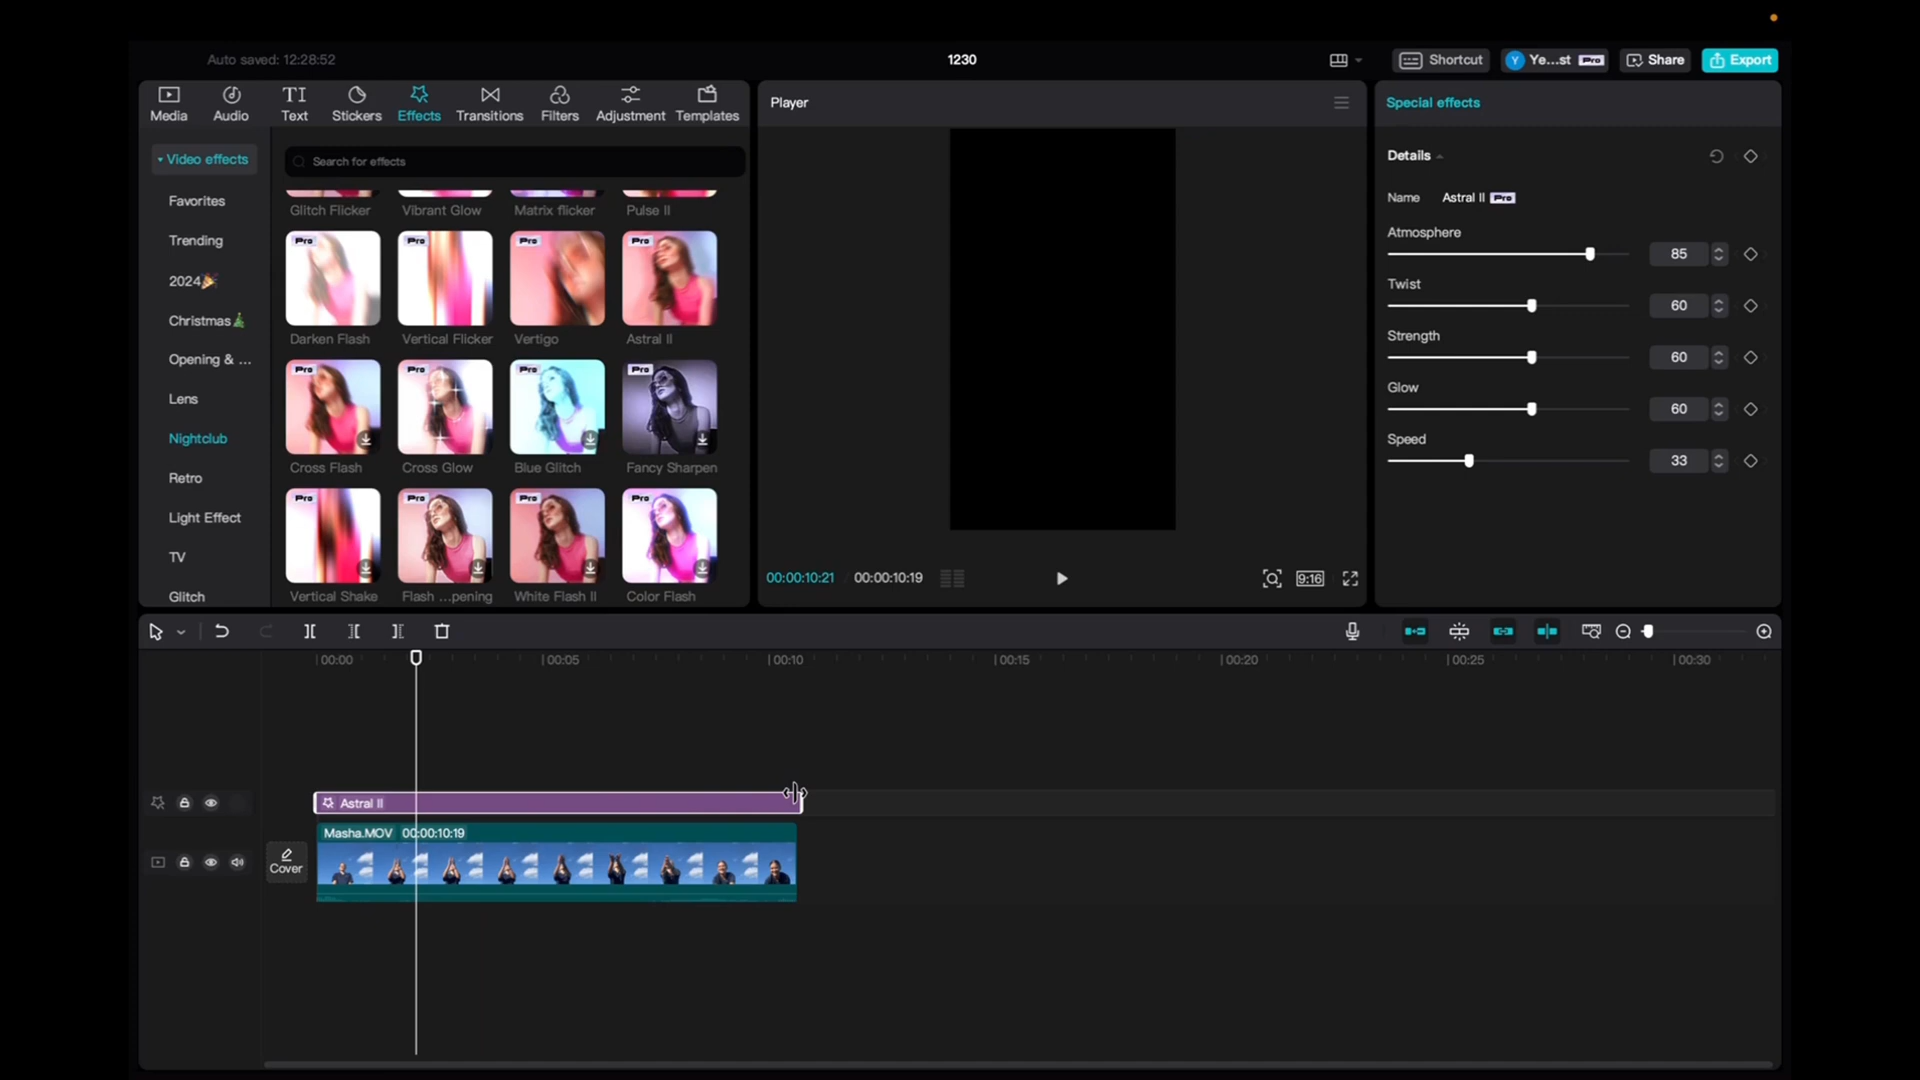 Auto saved: 12:28:52
1230
Shortcut
Y Ye...st Pro
Share
Export
Media
Audio
TI
Text
Stickers
Effects
Transitions
Filters
Adjustment
Templates
Player
Special effects
Video effects
Search for effects
Details
Favorites
Name Astral II Pro
Glitch Flicker
Vibrant Glow
Matrix flicker
Pulse II
Trending
Atmosphere
85
Pro
Pro
Pro
Pro
2024🎉
Twist
60
Christmas🎄
Darken Flash
Vertical Flicker
Vertigo
Astral II
Strength
60
Opening & ...
Pro
Pro
Pro
Pro
Lens
Glow
60
Nightclub
Speed
33
Cross Flash
Cross Glow
Blue Glitch
Fancy Sharpen
Retro
Pro
Pro
Pro
Pro
Light Effect
TV
Glitch
Vertical Shake
Flash ...pening
White Flash II
Color Flash
00:00:10:21 / 00:00:10:19
9:16
00:00
00:05
00:10
00:15
00:20
00:25
00:30
Astral II
Masha.MOV 00:00:10:19
Cover